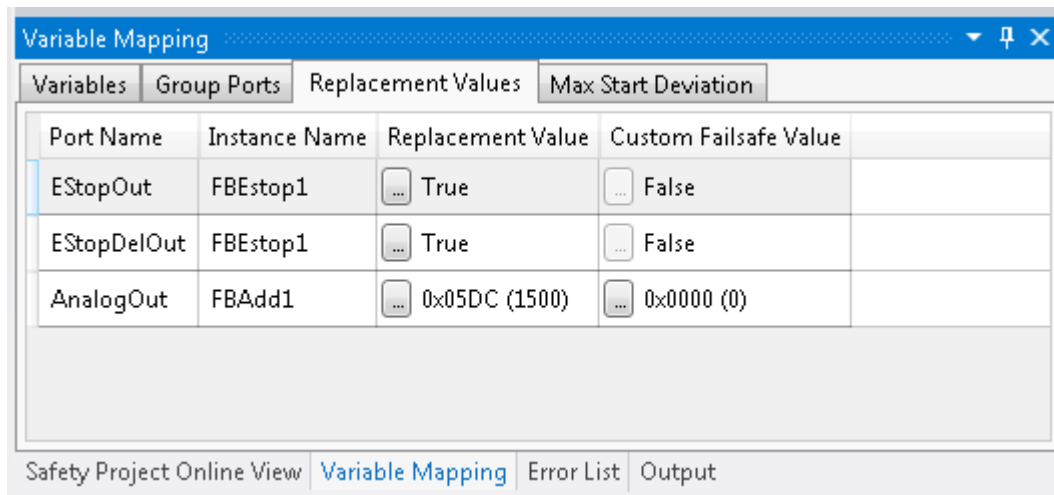 Variable Mapping
Variables Group Ports Replacement Values Max Start Deviation
Port Name Instance Name Replacement Value Custom Failsafe Value
EStopOut FBEstop1 ... True ... False
EStopDelOut FBEstop1 ... True ... False
AnalogOut FBAdd1 ... 0x05DC (1500) ... 0x0000 (0)
Safety Project Online View Variable Mapping Error List Output